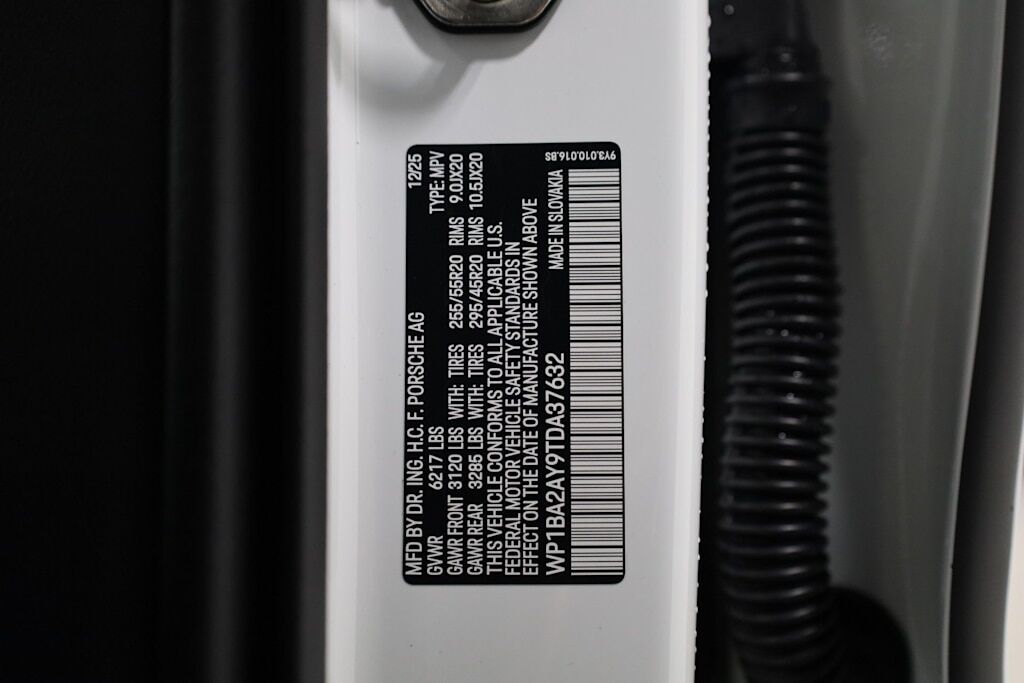 MFD BY DR. ING. H.C. F. PORSCHE AG 12/25
GVWR 6217 LBS TYPE: MPV
GAWR FRONT 3120 LBS WITH: TIRES 255/55R20 RIMS 9.0JX20
GAWR REAR 3285 LBS WITH: TIRES 295/45R20 RIMS 10.5JX20
THIS VEHICLE CONFORMS TO ALL APPLICABLE U.S.
FEDERAL MOTOR VEHICLE SAFETY STANDARDS IN
EFFECT ON THE DATE OF MANUFACTURE SHOWN ABOVE
WP1BA2AY9TDA37632 MADE IN SLOVAKIA
9Y3.010.016.BS